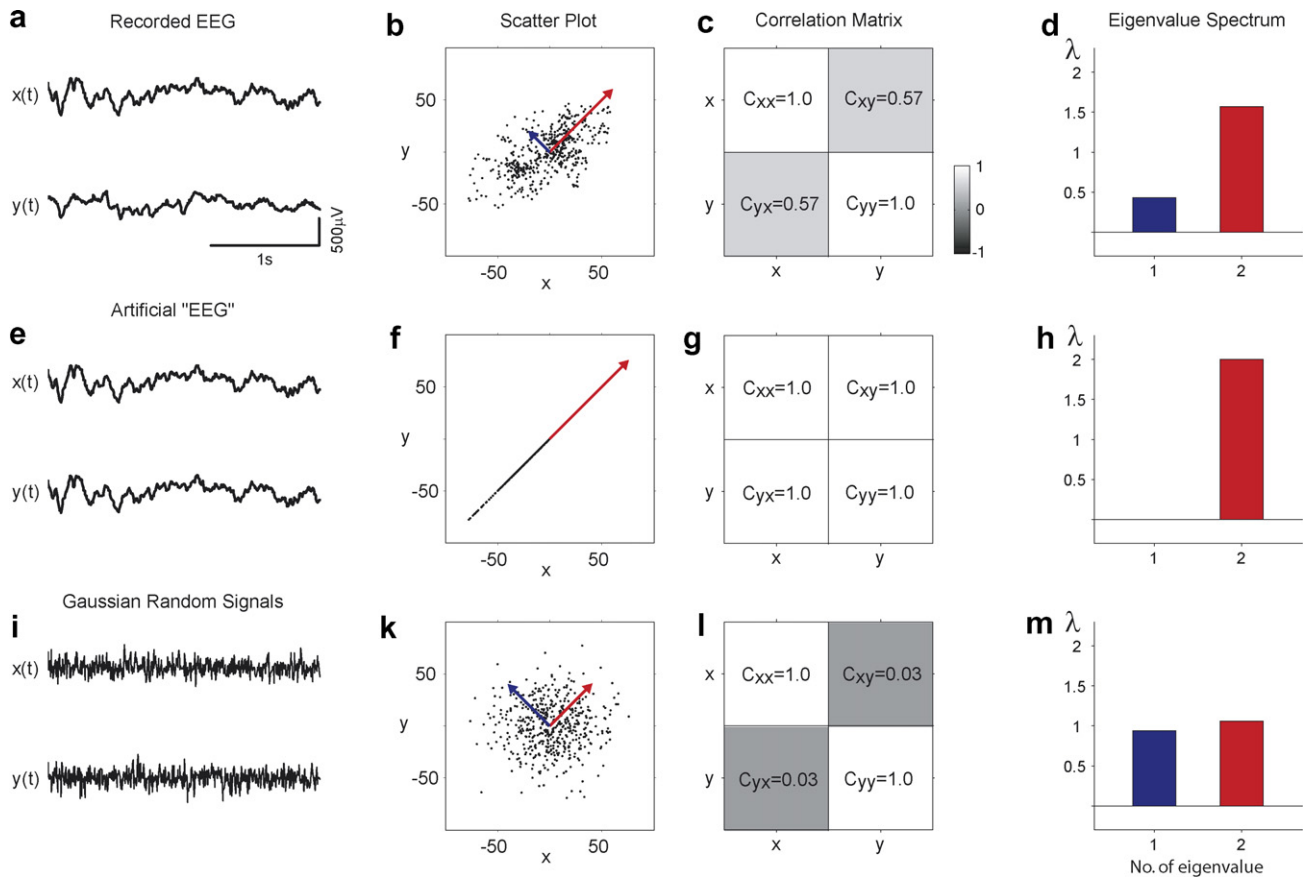 a Recorded EEG
b Scatter Plot
c Correlation Matrix
d Eigenvalue Spectrum
x(t)
y(t)
1s
500μV
50
y
-50
-50 50
x
x Cxx=1.0 Cxy=0.57
y Cyx=0.57 Cyy=1.0
x y
1
0
-1
λ
2
1.5
1
0.5
1 2
e Artificial "EEG"
f
g
h
x(t)
y(t)
50
y
-50
-50 50
x
x Cxx=1.0 Cxy=1.0
y Cyx=1.0 Cyy=1.0
x y
λ
2
1.5
1
0.5
1 2
i Gaussian Random Signals
k
l
m
x(t)
y(t)
50
y
-50
-50 50
x
x Cxx=1.0 Cxy=0.03
y Cyx=0.03 Cyy=1.0
x y
λ
2
1.5
1
0.5
1 2
No. of eigenvalue